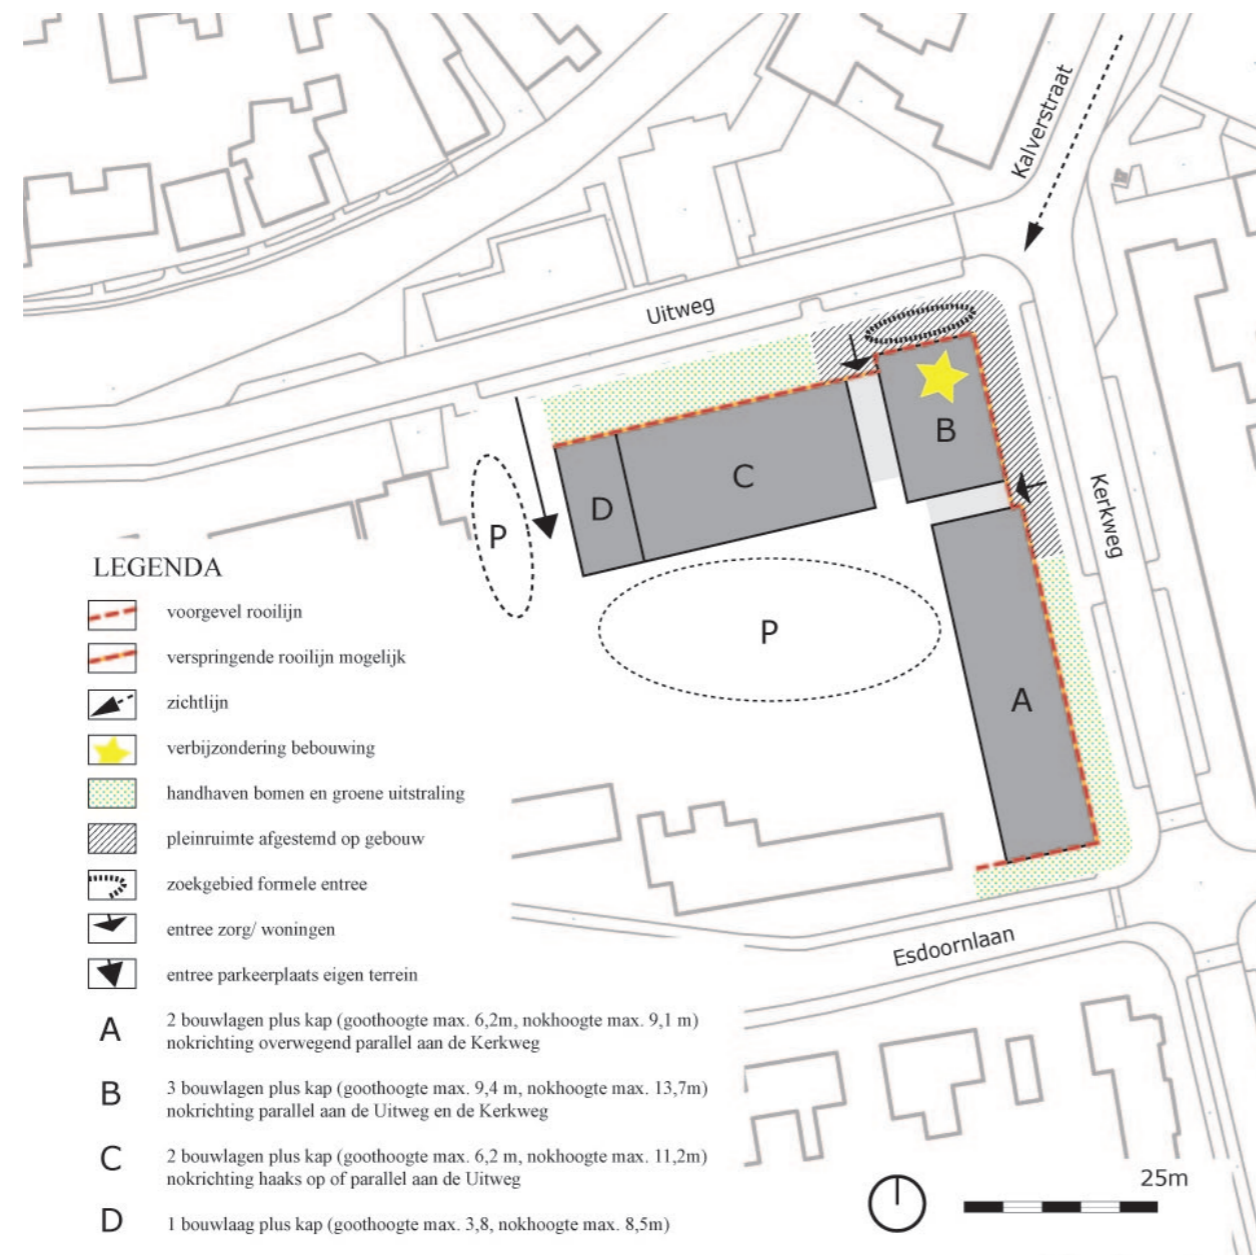 Kalverstraat
Uitweg
B
C
D
P
Kerkweg
P
A
Esdoornlaan
LEGENDA
voorgevel rooilijn
verspringende rooilijn mogelijk
zichtlijn
verbijzondering bebouwing
handhaven bomen en groene uitstraling
pleinruimte afgestemd op gebouw
zoekgebied formele entree
entree zorg/ woningen
entree parkeerplaats eigen terrein
A 2 bouwlagen plus kap (goothoogte max. 6,2m, nokhoogte max. 9,1 m)
nokrichting overwegend parallel aan de Kerkweg
B 3 bouwlagen plus kap (goothoogte max. 9,4 m, nokhoogte max. 13,7m)
nokrichting parallel aan de Uitweg en de Kerkweg
C 2 bouwlagen plus kap (goothoogte max. 6,2 m, nokhoogte max. 11,2m)
nokrichting haaks op of parallel aan de Uitweg
D 1 bouwlaag plus kap (goothoogte max. 3,8, nokhoogte max. 8,5m)
25m